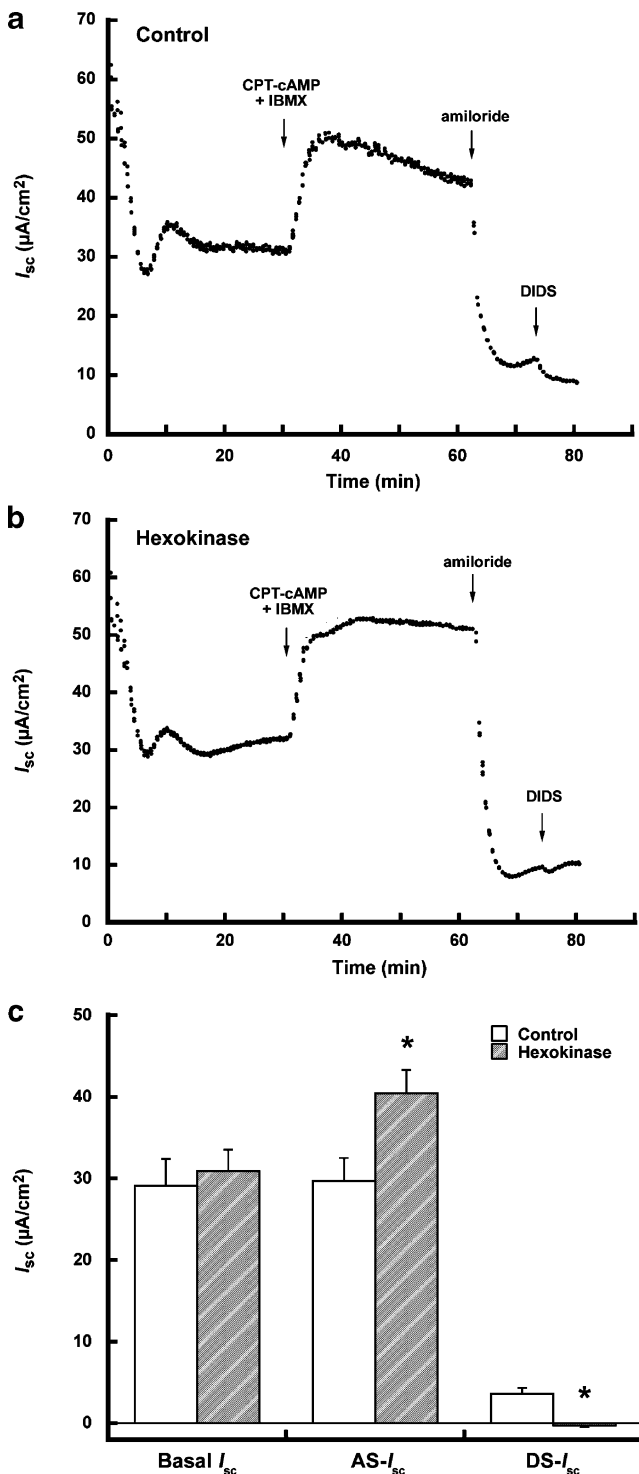 a
Control
70
60
50
40
30
20
10
0
Isc (µA/cm²)
CPT-cAMP
+ IBMX
amiloride
DIDS
0 20 40 60 80
Time (min)
b
Hexokinase
70
60
50
40
30
20
10
0
Isc (µA/cm²)
CPT-cAMP
+ IBMX
amiloride
DIDS
0 20 40 60 80
Time (min)
c
50
40
30
20
10
0
Isc (µA/cm²)
Control
Hexokinase
*
*
Basal Isc AS-Isc DS-Isc